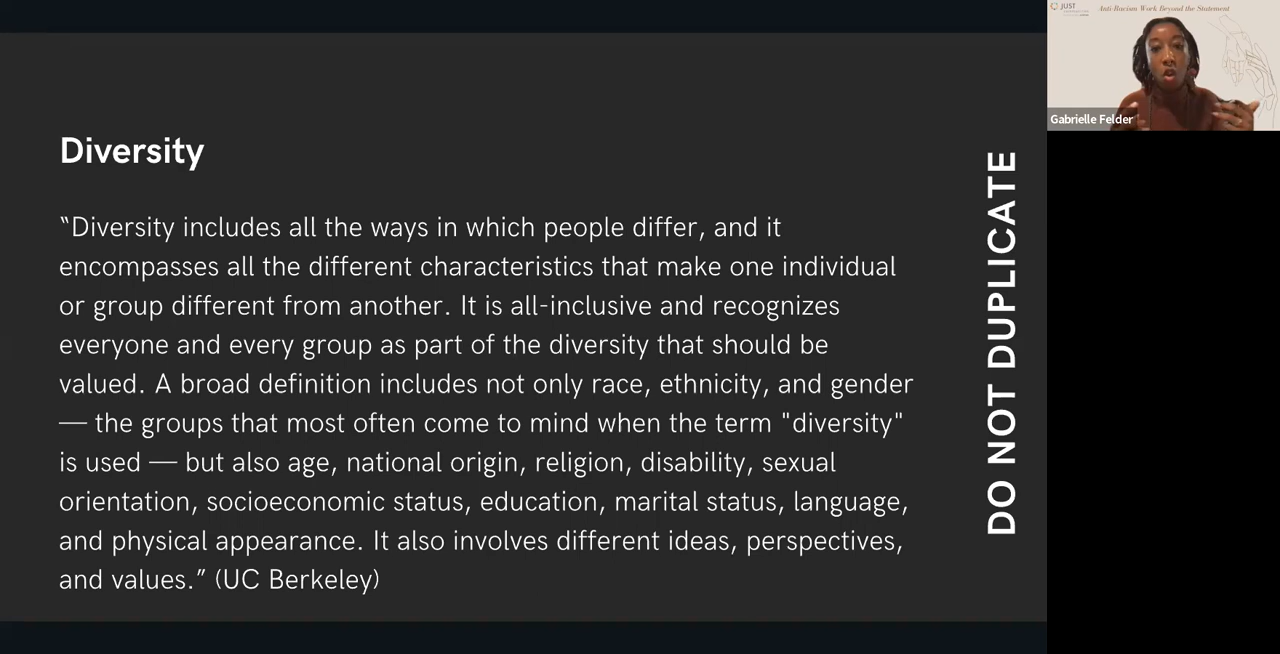 Diversity
“Diversity includes all the ways in which people differ, and it
encompasses all the different characteristics that make one individual
or group different from another. It is all-inclusive and recognizes
everyone and every group as part of the diversity that should be
valued. A broad definition includes not only race, ethnicity, and gender
— the groups that most often come to mind when the term "diversity"
is used — but also age, national origin, religion, disability, sexual
orientation, socioeconomic status, education, marital status, language,
and physical appearance. It also involves different ideas, perspectives,
and values.” (UC Berkeley)
DO NOT DUPLICATE
JUST
Anti-Racism Work Beyond the Statement
Gabrielle Felder